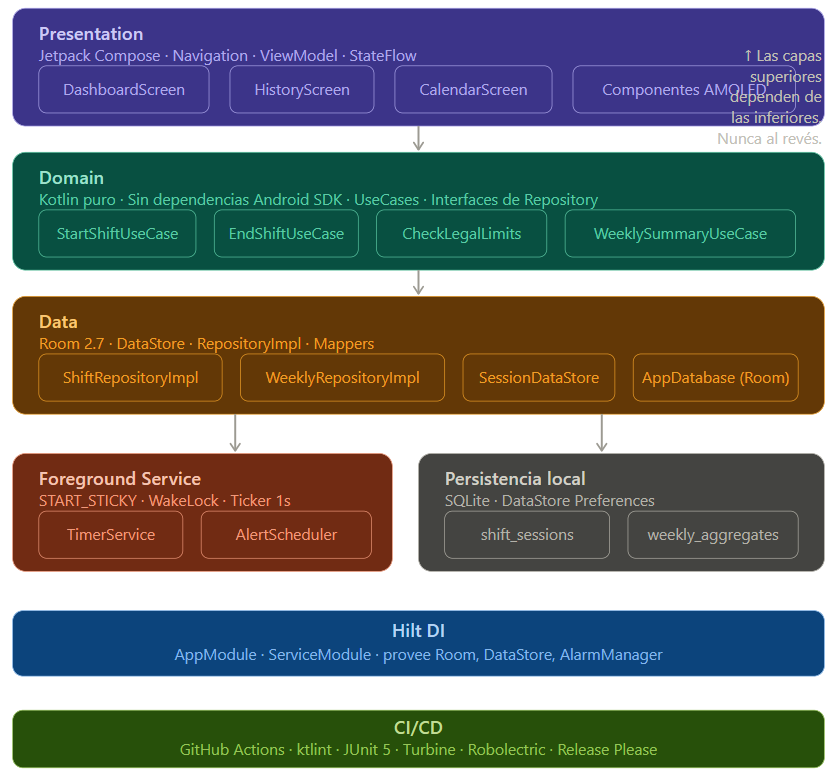 Presentation
Jetpack Compose · Navigation · ViewModel · StateFlow
DashboardScreen
HistoryScreen
CalendarScreen
Componentes AMOLED
↑ Las capas
superiores
dependen de
las inferiores.
Nunca al revés.
Domain
Kotlin puro · Sin dependencias Android SDK · UseCases · Interfaces de Repository
StartShiftUseCase
EndShiftUseCase
CheckLegalLimits
WeeklySummaryUseCase
Data
Room 2.7 · DataStore · RepositoryImpl · Mappers
ShiftRepositoryImpl
WeeklyRepositoryImpl
SessionDataStore
AppDatabase (Room)
Foreground Service
START_STICKY · WakeLock · Ticker 1s
TimerService
AlertScheduler
Persistencia local
SQLite · DataStore Preferences
shift_sessions
weekly_aggregates
Hilt DI
AppModule · ServiceModule · provee Room, DataStore, AlarmManager
CI/CD
GitHub Actions · ktlint · JUnit 5 · Turbine · Robolectric · Release Please